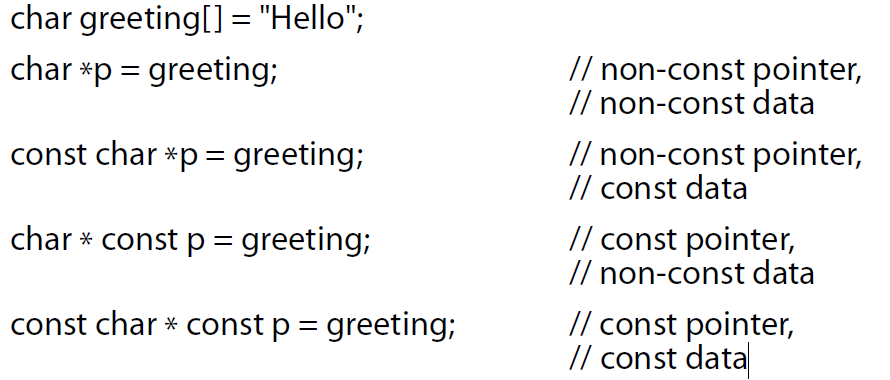 char greeting[] = "Hello";
char *p = greeting; // non-const pointer,
// non-const data
const char *p = greeting; // non-const pointer,
// const data
char * const p = greeting; // const pointer,
// non-const data
const char * const p = greeting; // const pointer,
// const data